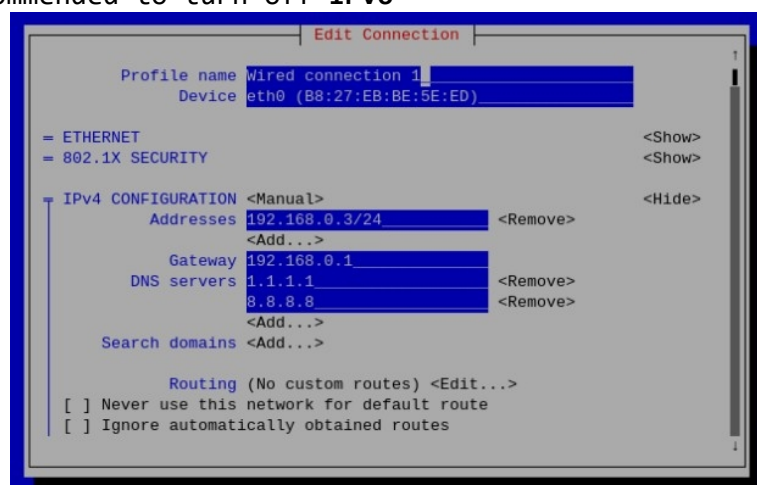 to turn off IPv6
Edit Connection
Profile name Wired connection 1
Device eth0 (B8:27:EB:BE:5E:ED)
= ETHERNET <Show>
= 802.1X SECURITY <Show>
= IPv4 CONFIGURATION <Manual> <Hide>
Addresses 192.168.0.3/24 <Remove>
<Add...>
Gateway 192.168.0.1
DNS servers 1.1.1.1 <Remove>
8.8.8.8 <Remove>
<Add...>
Search domains <Add...>
Routing (No custom routes) <Edit...>
[ ] Never use this network for default route
[ ] Ignore automatically obtained routes